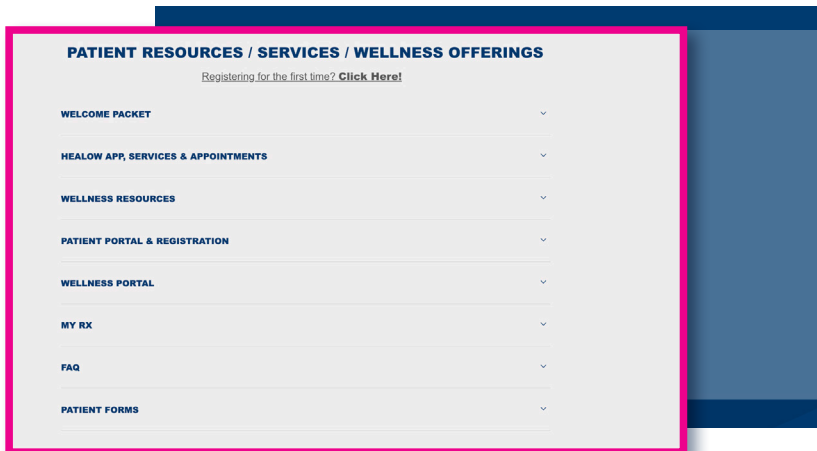 PATIENT RESOURCES / SERVICES / WELLNESS OFFERINGS
Registering for the first time? Click Here!
WELCOME PACKET
HEALOW APP, SERVICES & APPOINTMENTS
WELLNESS RESOURCES
PATIENT PORTAL & REGISTRATION
WELLNESS PORTAL
MY RX
FAQ
PATIENT FORMS